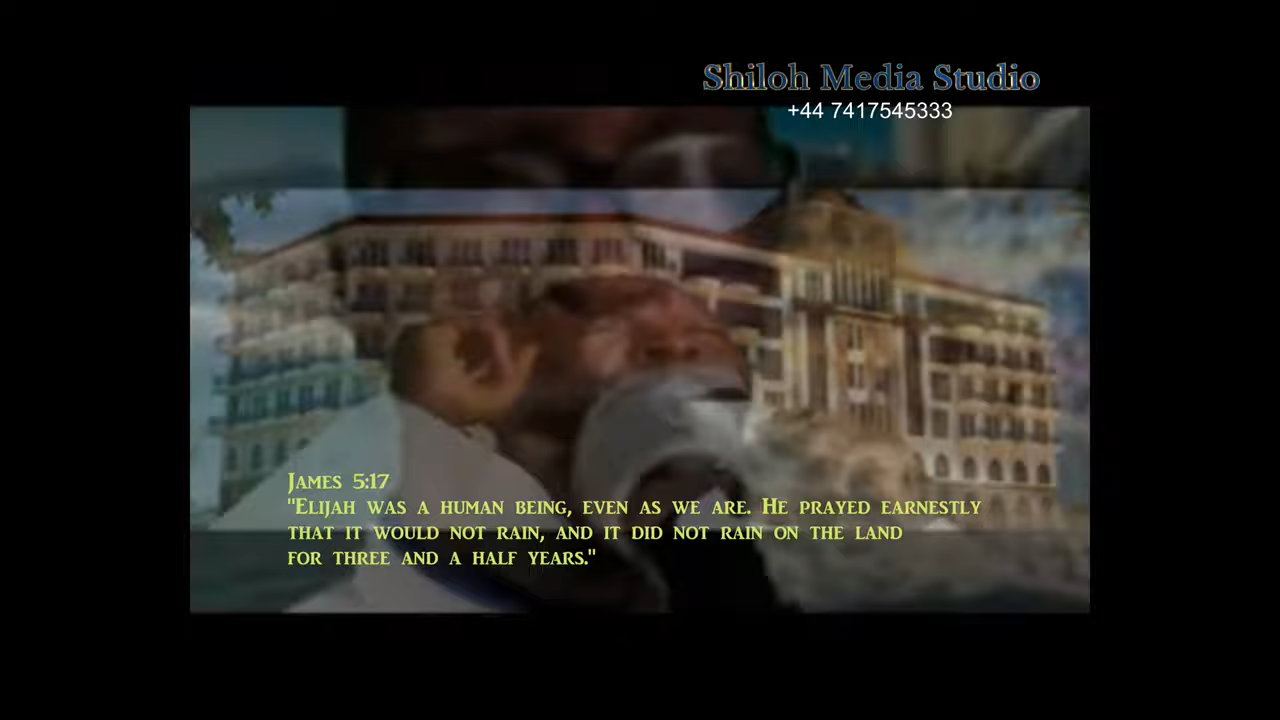 Shiloh Media Studio
+44 7417545333
James 5:17
"Elijah was a human being, even as we are. He prayed earnestly
that it would not rain, and it did not rain on the land
for three and a half years."